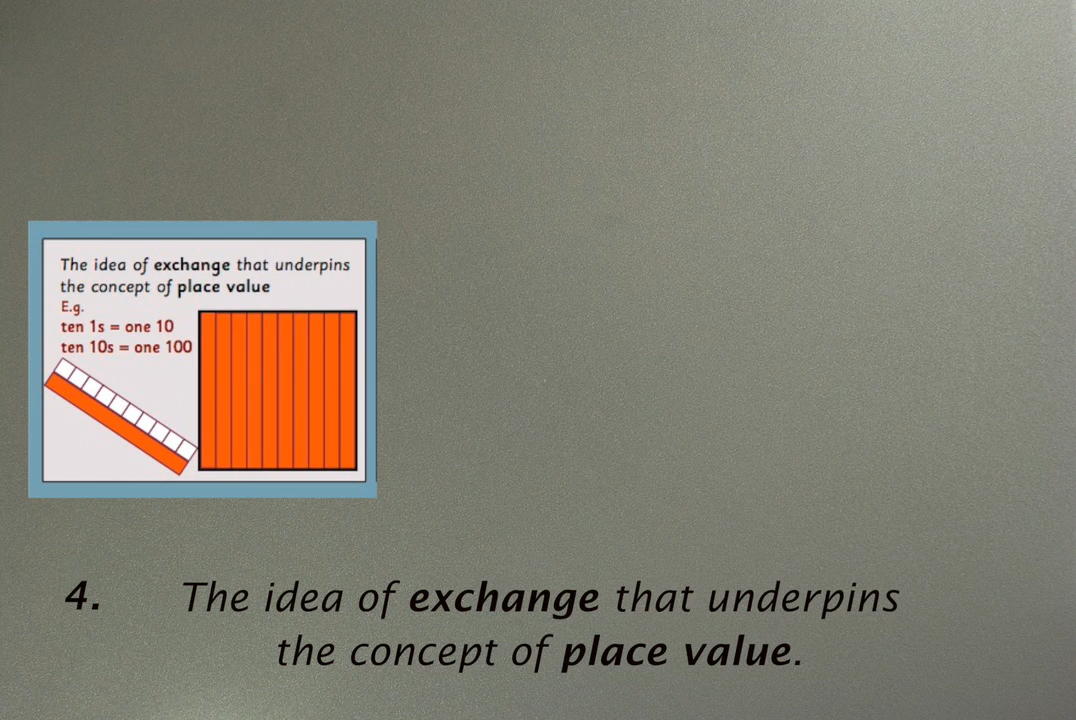 The idea of exchange that underpins
the concept of place value
E.g.
ten 1s = one 10
ten 10s = one 100
4. The idea of exchange that underpins
the concept of place value.